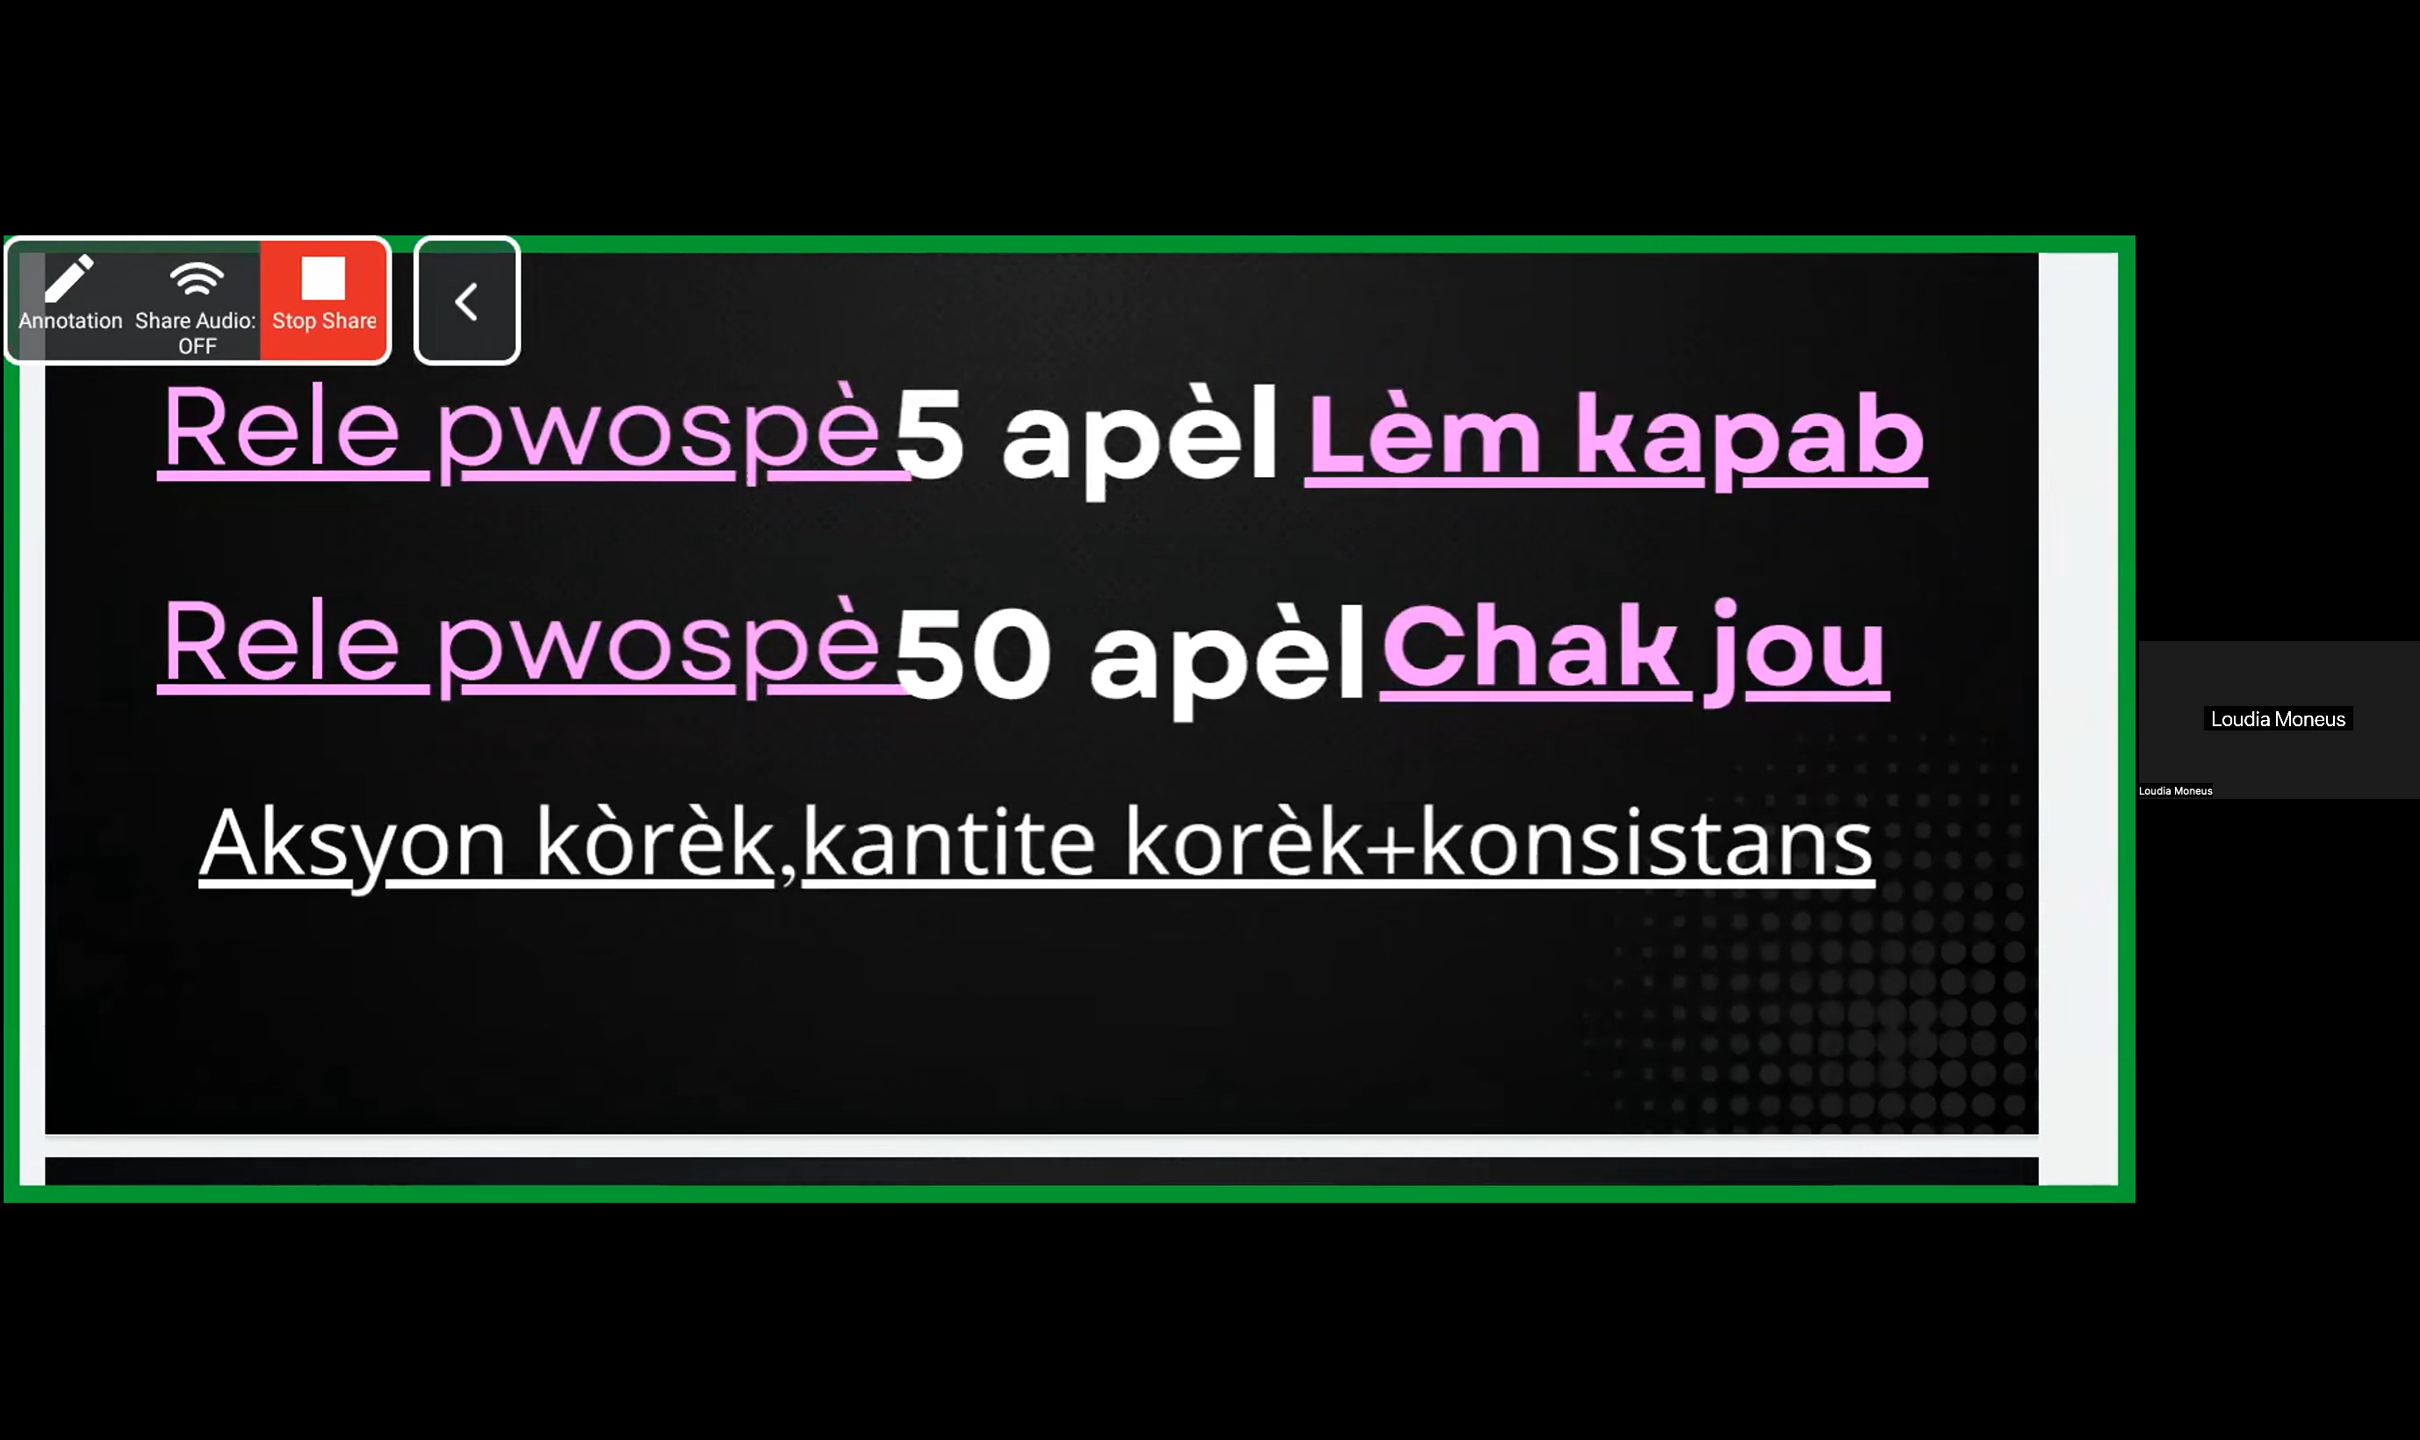 Annotation Share Audio: Stop Share
OFF
Rele pwospè 5 apèl Lèm kapab
Rele pwospè 50 apèl Chak jou
Aksyon kòrèk,kantite korèk+konsistans
Loudia Moneus
Loudia Moneus